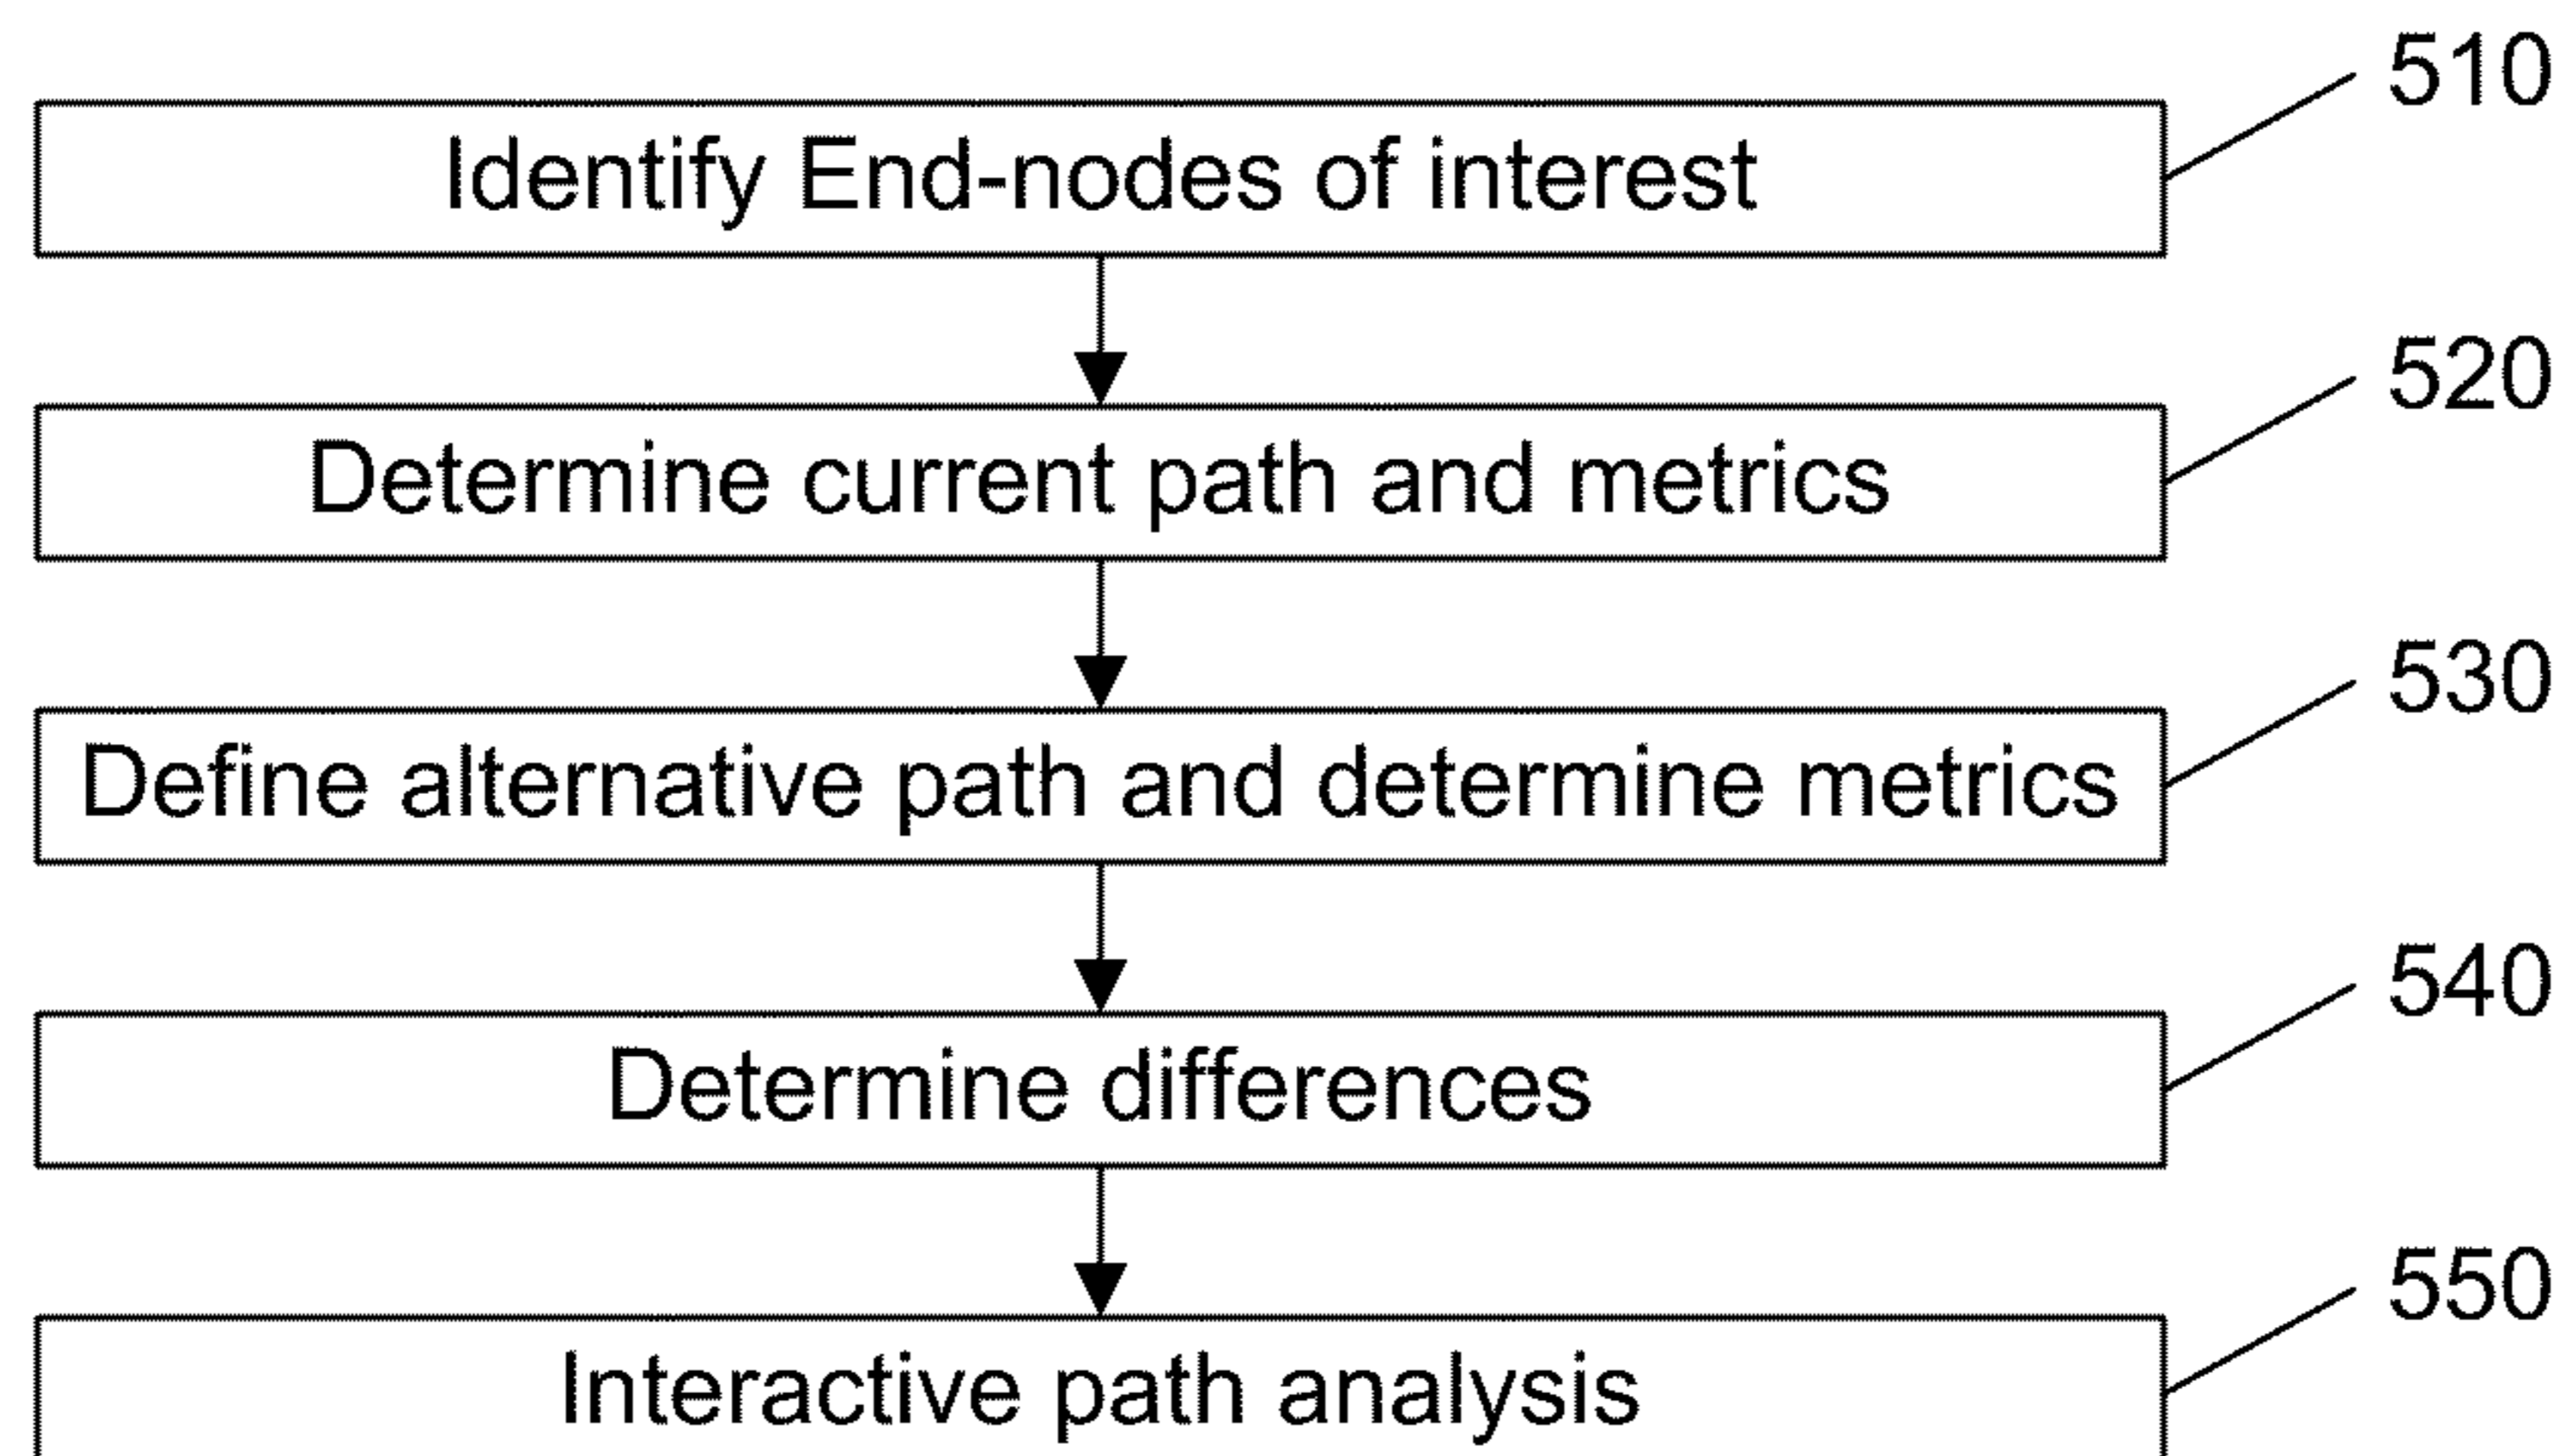 510
Identify End-nodes of interest
520
Determine current path and metrics
530
Define alternative path and determine metrics
540
Determine differences
550
Interactive path analysis